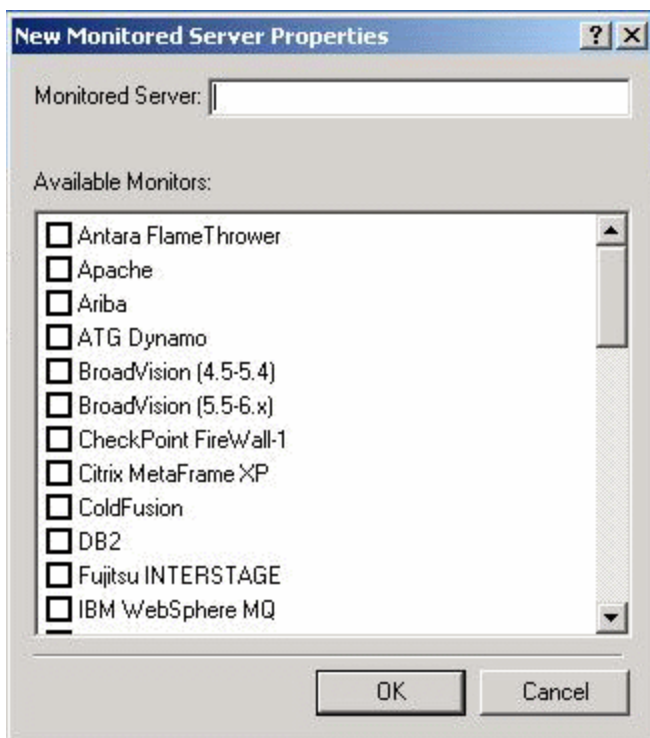 New Monitored Server Properties
Monitored Server:
Available Monitors:
Antara FlameThrower
Apache
Ariba
ATG Dynamo
BroadVision (4.5-5.4)
BroadVision (5.5-6.x)
CheckPoint FireWall-1
Citrix MetaFrame XP
ColdFusion
DB2
Fujitsu INTERSTAGE
IBM WebSphere MQ
OK Cancel